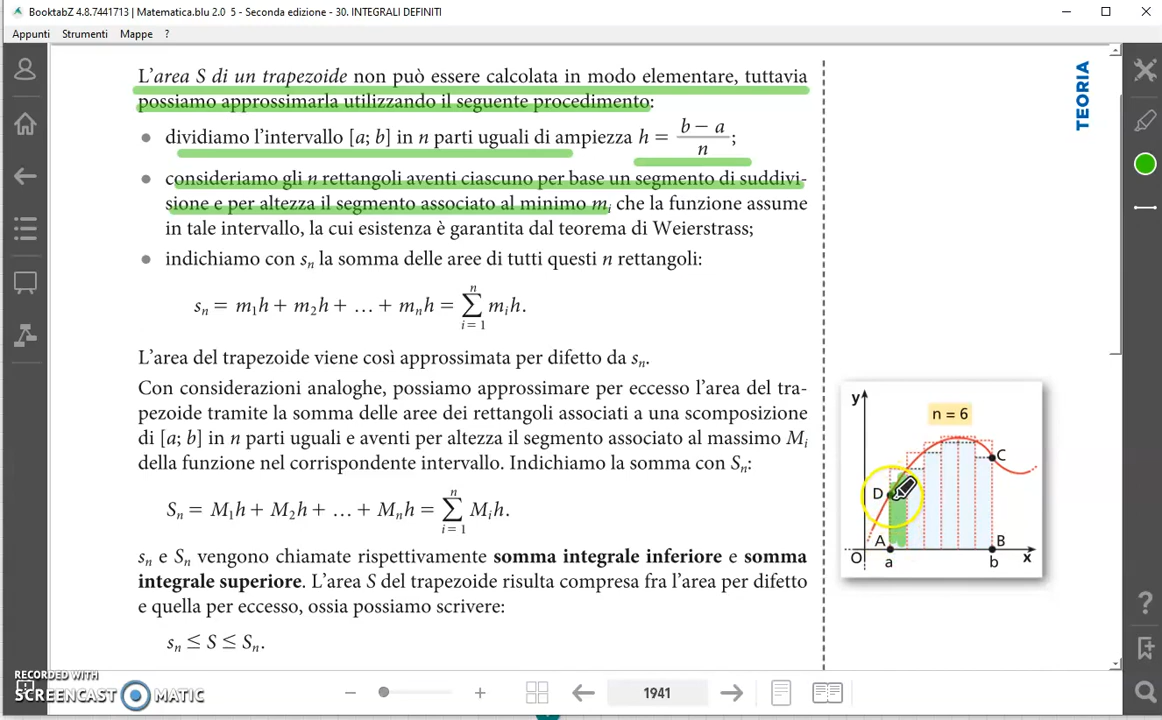 BooktabZ 4.8.7441713 | Matematica.blu 2.0 5 - Seconda edizione - 30. INTEGRALI DEFINITI
Appunti Strumenti Mappe ?
L'area S di un trapezoide non può essere calcolata in modo elementare, tuttavia
possiamo approssimarla utilizzando il seguente procedimento:
• dividiamo l'intervallo [a; b] in n parti uguali di ampiezza h = (b − a)/n;
• consideriamo gli n rettangoli aventi ciascuno per base un segmento di suddivi-
sione e per altezza il segmento associato al minimo mᵢ che la funzione assume
in tale intervallo, la cui esistenza è garantita dal teorema di Weierstrass;
• indichiamo con sₙ la somma delle aree di tutti questi n rettangoli:
sₙ = m₁h + m₂h + … + mₙh = ∑ⁿᵢ₌₁ mᵢh.
L'area del trapezoide viene così approssimata per difetto da sₙ.
Con considerazioni analoghe, possiamo approssimare per eccesso l'area del tra-
pezoide tramite la somma delle aree dei rettangoli associati a una scomposizione
di [a; b] in n parti uguali e aventi per altezza il segmento associato al massimo Mᵢ
della funzione nel corrispondente intervallo. Indichiamo la somma con Sₙ:
Sₙ = M₁h + M₂h + … + Mₙh = ∑ⁿᵢ₌₁ Mᵢh.
sₙ e Sₙ vengono chiamate rispettivamente somma integrale inferiore e somma
integrale superiore. L'area S del trapezoide risulta compresa fra l'area per difetto
e quella per eccesso, ossia possiamo scrivere:
sₙ ≤ S ≤ Sₙ.
TEORIA
y
n = 6
C
D
A
B
O
a
b
x
?
RECORDED WITH
SCREENCAST MATIC
− + 1941